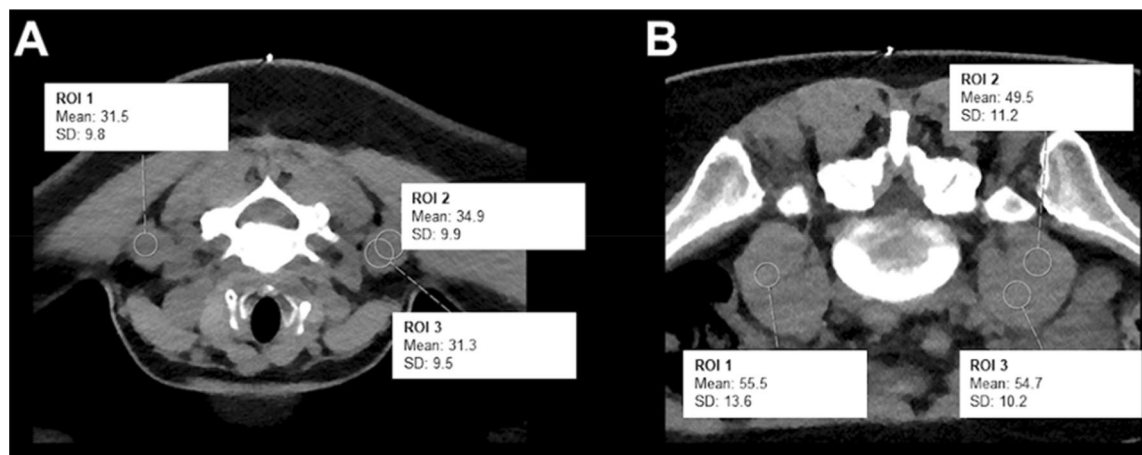 A
ROI 1
Mean: 31.5
SD: 9.8
ROI 2
Mean: 34.9
SD: 9.9
ROI 3
Mean: 31.3
SD: 9.5
B
ROI 2
Mean: 49.5
SD: 11.2
ROI 1
Mean: 55.5
SD: 13.6
ROI 3
Mean: 54.7
SD: 10.2